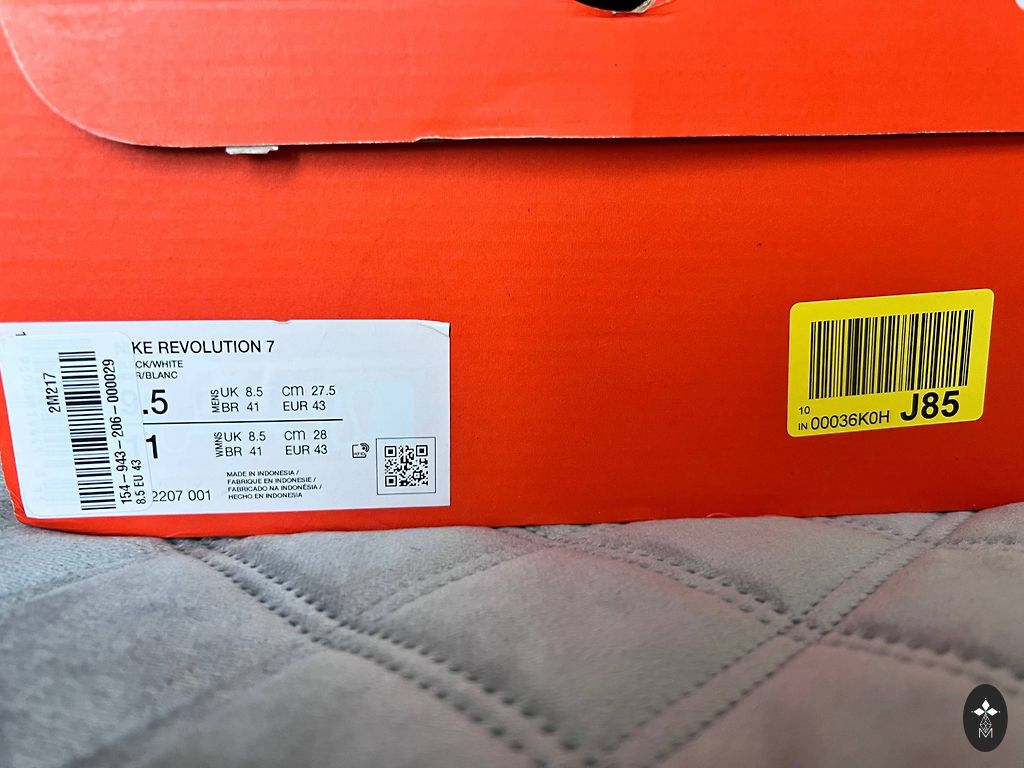 KE REVOLUTION 7
CK/WHITE
R/BLANC
.5
MENS
UK 8.5
CM 27.5
BR 41
EUR 43
1
WMNS
UK 8.5
CM 28
BR 41
EUR 43
MADE IN INDONESIA /
FABRIQUE EN INDONESIE /
FABRICADO NA INDONÉSIA /
HECHO EN INDONESIA
2207 001
1
2M217
154-943-206-000029
8.5 EU 43
10
IN 00036K0H J85
M